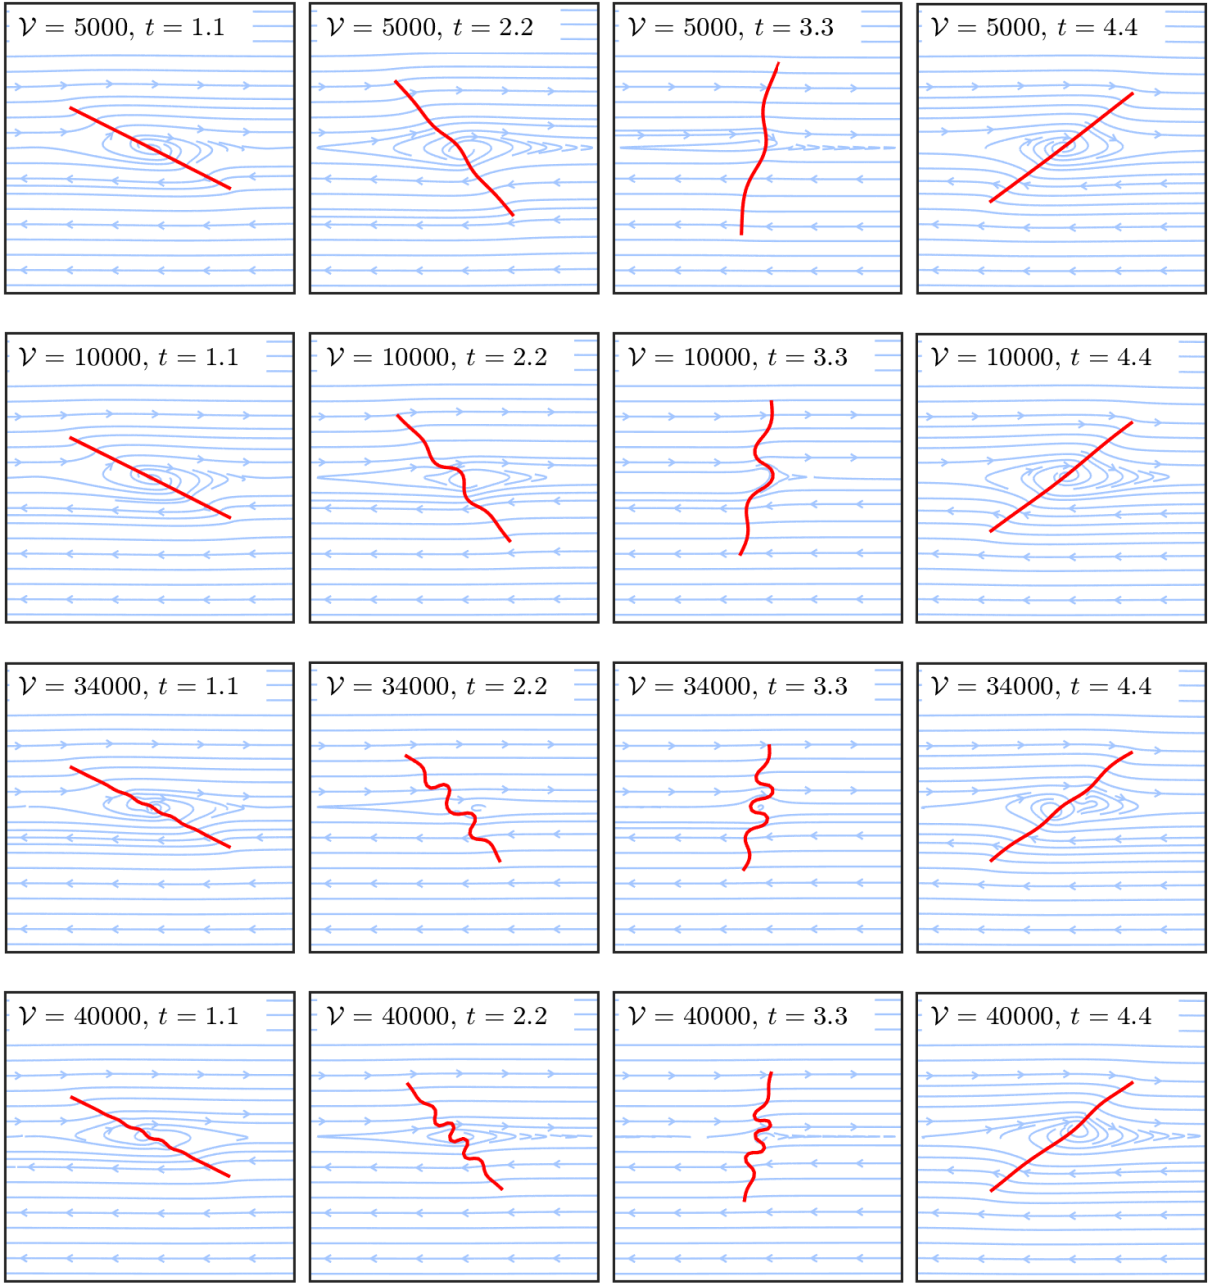 𝒱 = 5000, t = 1.1
𝒱 = 5000, t = 2.2
𝒱 = 5000, t = 3.3
𝒱 = 5000, t = 4.4
𝒱 = 10000, t = 1.1
𝒱 = 10000, t = 2.2
𝒱 = 10000, t = 3.3
𝒱 = 10000, t = 4.4
𝒱 = 34000, t = 1.1
𝒱 = 34000, t = 2.2
𝒱 = 34000, t = 3.3
𝒱 = 34000, t = 4.4
𝒱 = 40000, t = 1.1
𝒱 = 40000, t = 2.2
𝒱 = 40000, t = 3.3
𝒱 = 40000, t = 4.4